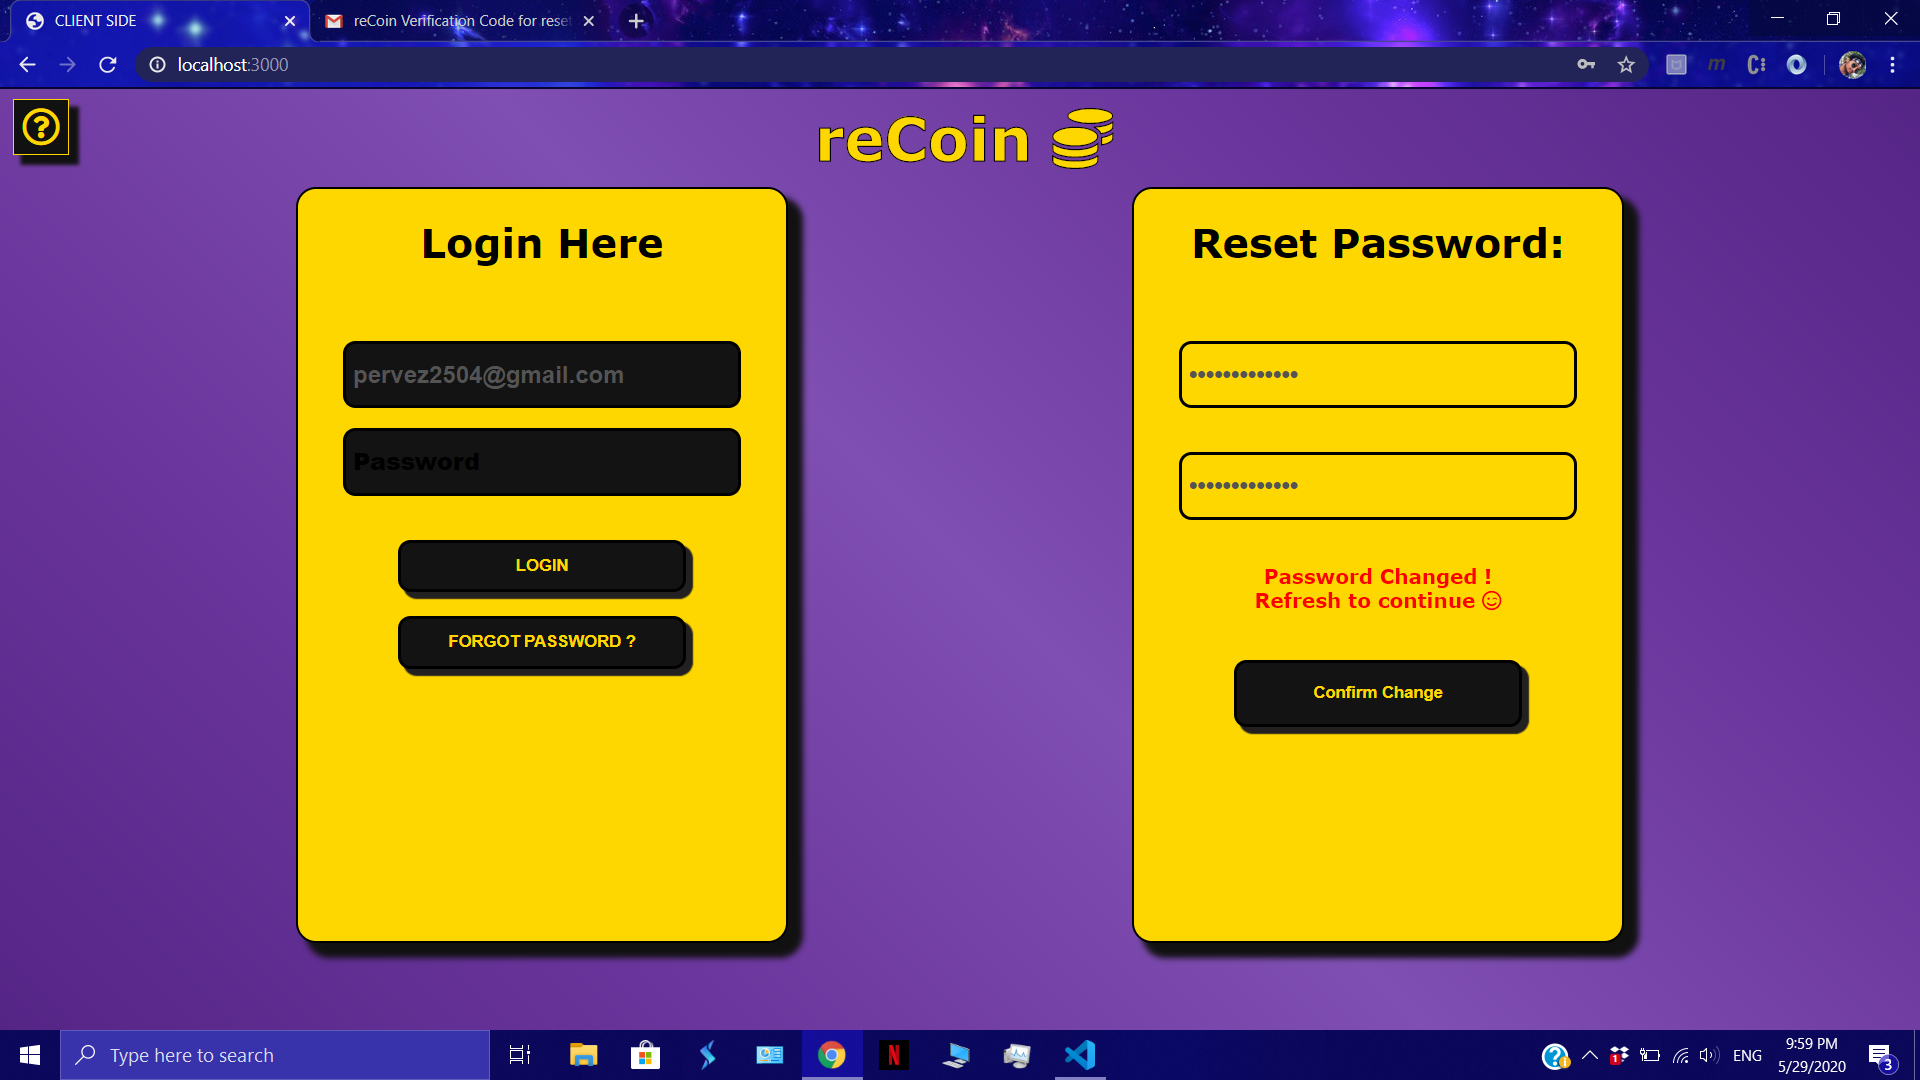 CLIENT SIDE
reCoin Verification Code for reset
localhost:3000
reCoin
Login Here
pervez2504@gmail.com
Password
LOGIN
FORGOT PASSWORD ?
Reset Password:
•••••••••••••
•••••••••••••
Password Changed !
Refresh to continue
Confirm Change
Type here to search
ENG
9:59 PM
5/29/2020
3